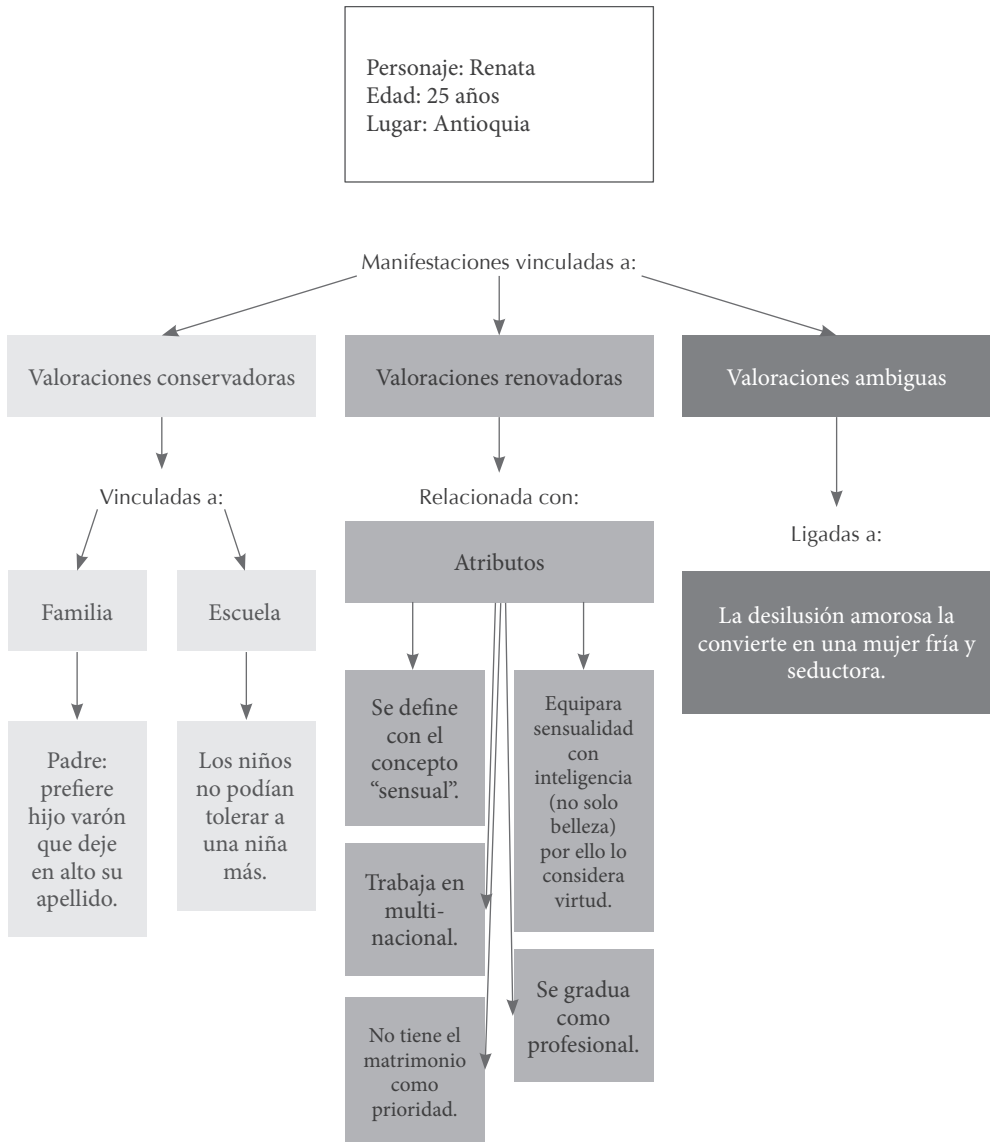 Personaje: Renata
Edad: 25 años
Lugar: Antioquia
Manifestaciones vinculadas a:
Valoraciones conservadoras
Valoraciones renovadoras
Valoraciones ambiguas
Vinculadas a:
Relacionada con:
Ligadas a:
Familia
Escuela
Atributos
La desilusión amorosa la
convierte en una mujer fría y
seductora.
Padre:
prefiere
hijo varón
que deje
en alto su
apellido.
Los niños
no podían
tolerar a
una niña
más.
Se define
con el
concepto
“sensual”.
Equipara
sensualidad
con
inteligencia
(no solo
belleza)
por ello lo
considera
virtud.
Trabaja en
multi-
nacional.
Se gradua
como
profesional.
No tiene el
matrimonio
como
prioridad.